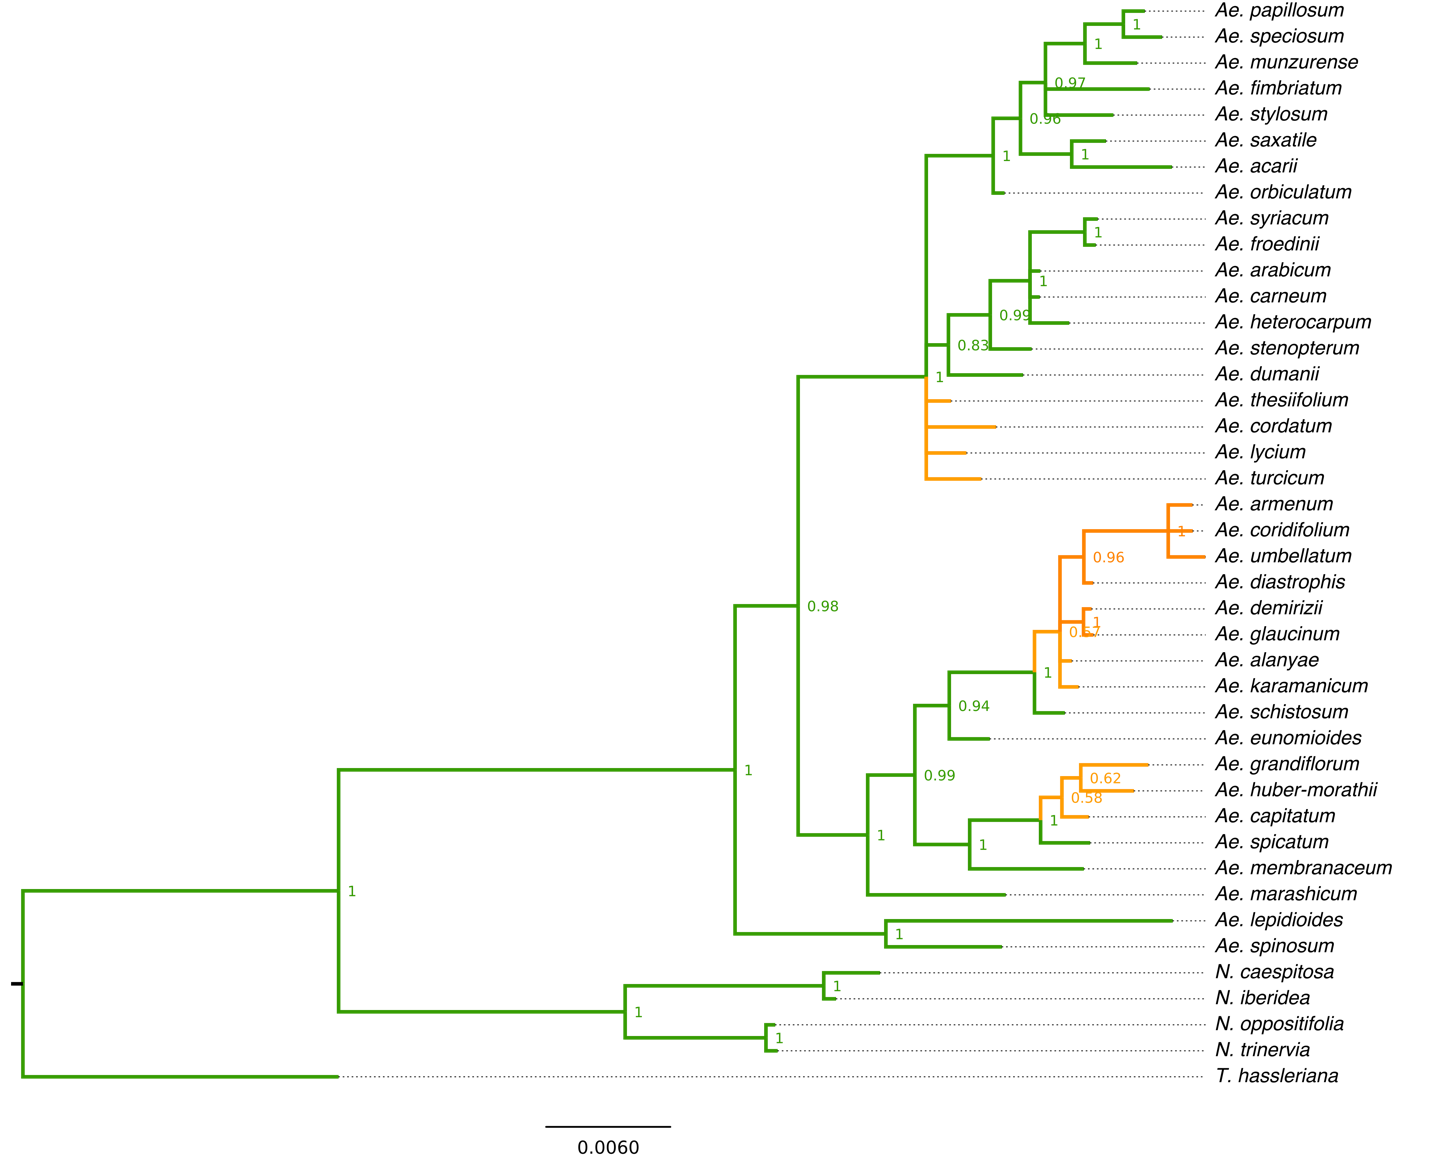 Ae. papillosum
1
Ae. speciosum
1
Ae. munzurense
0.97
Ae. fimbriatum
Ae. stylosum
0.96
Ae. saxatile
1
1
Ae. acarii
Ae. orbiculatum
Ae. syriacum
1
Ae. froedinii
Ae. arabicum
1
Ae. carneum
0.99
Ae. heterocarpum
0.83
Ae. stenopterum
1
Ae. dumanii
Ae. thesiifolium
Ae. cordatum
Ae. lycium
Ae. turcicum
Ae. armenum
1
Ae. coridifolium
0.96
Ae. umbellatum
Ae. diastrophis
0.98
Ae. demirizii
1
0.57
Ae. glaucinum
Ae. alanyae
1
Ae. karamanicum
0.94
Ae. schistosum
Ae. eunomioides
1
Ae. grandiflorum
0.99
0.62
Ae. huber-morathii
0.58
Ae. capitatum
1
1
Ae. spicatum
1
Ae. membranaceum
1
Ae. marashicum
Ae. lepidioides
1
Ae. spinosum
N. caespitosa
1
N. iberidea
1
N. oppositifolia
1
N. trinervia
T. hassleriana
0.0060